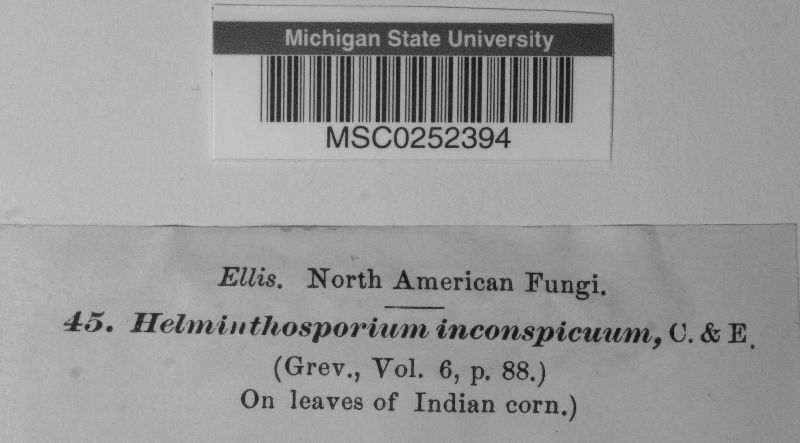 Michigan State University
MSC0252394
Ellis. North American Fungi.
45. Helminthosporium inconspicuum, C. & E.
(Grev., Vol. 6, p. 88.)
On leaves of Indian corn.)